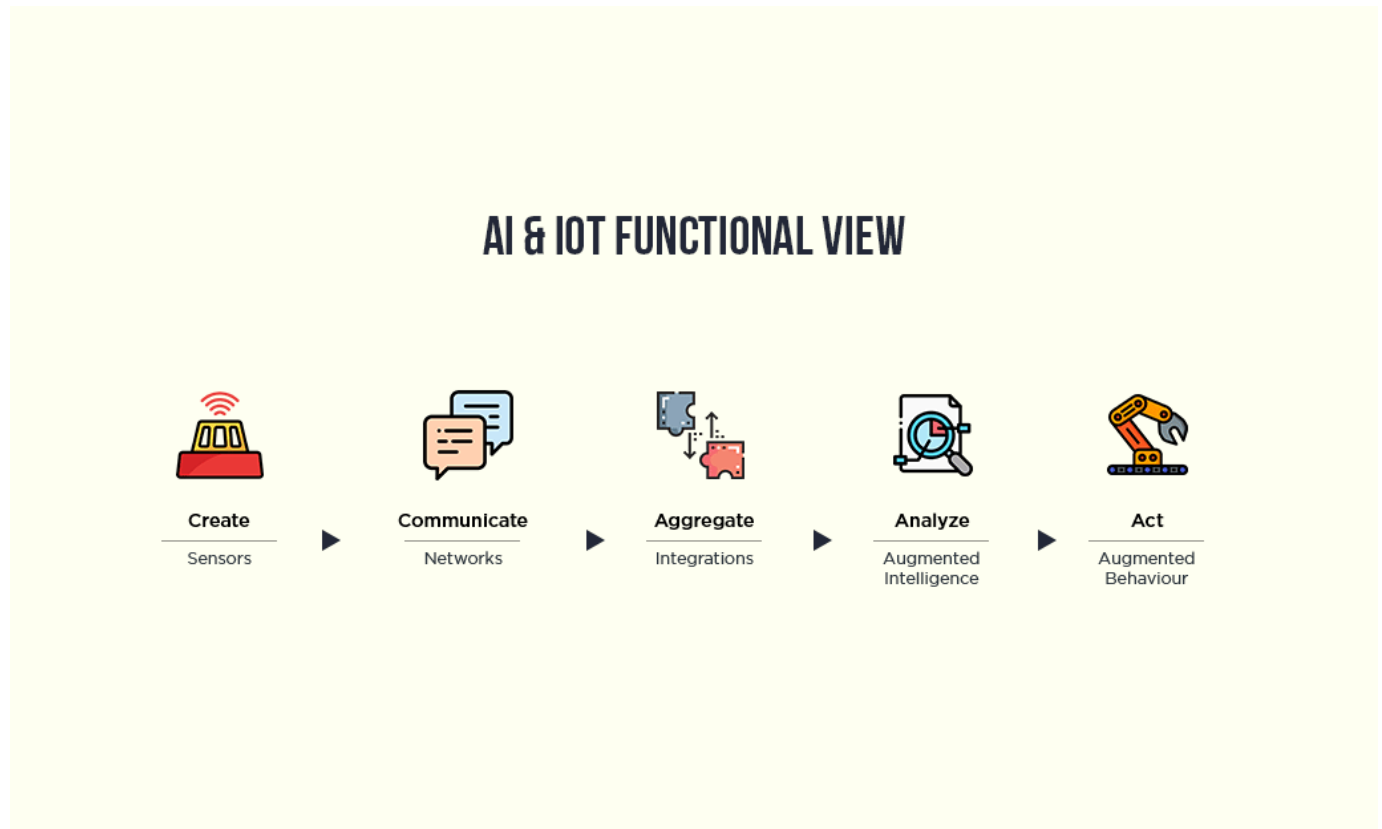 AI & IOT FUNCTIONAL VIEW
Create
Sensors
Communicate
Networks
Aggregate
Integrations
Analyze
Augmented
Intelligence
Act
Augmented
Behaviour